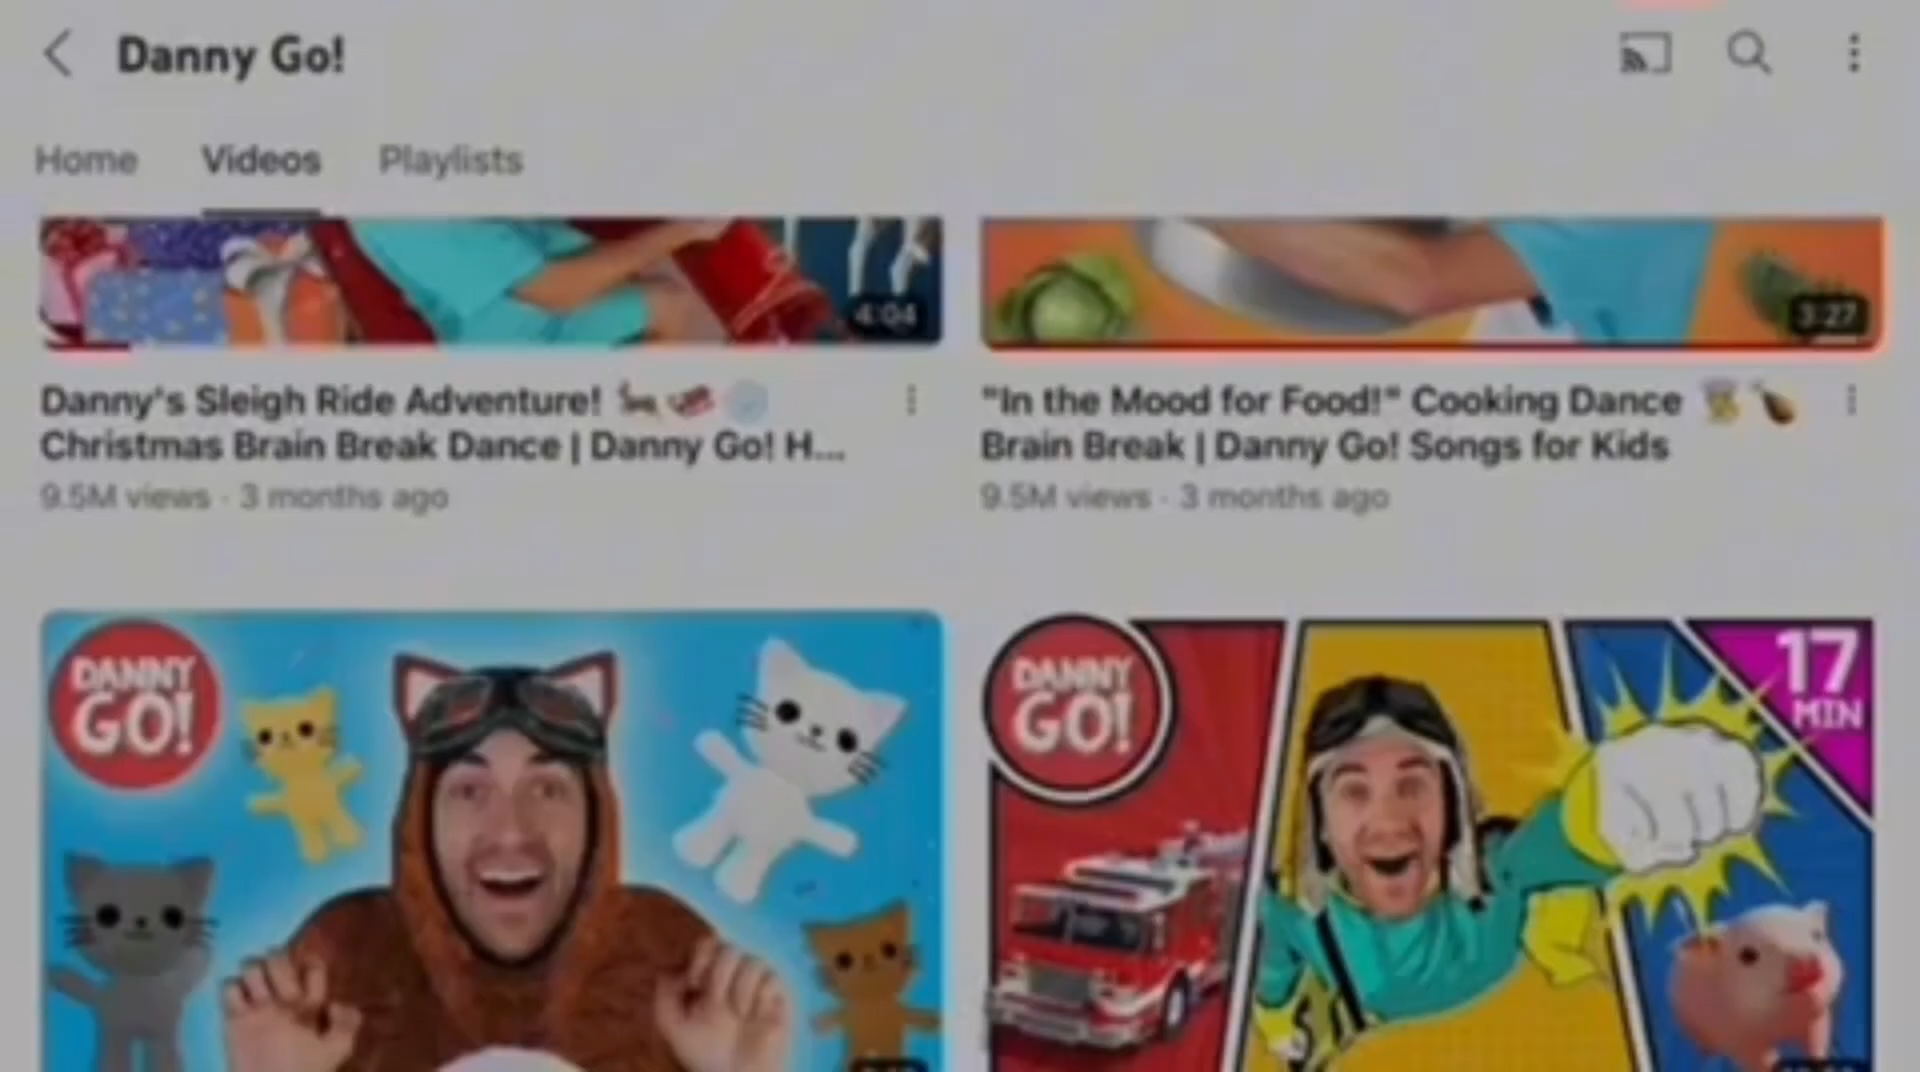 Danny Go!
Home Videos Playlists
4:04
3:27
Danny's Sleigh Ride Adventure!
Christmas Brain Break Dance | Danny Go! H...
9.5M views · 3 months ago
"In the Mood for Food!" Cooking Dance
Brain Break | Danny Go! Songs for Kids
9.5M views · 3 months ago
DANNY
GO!
DANNY
GO!
17
MIN